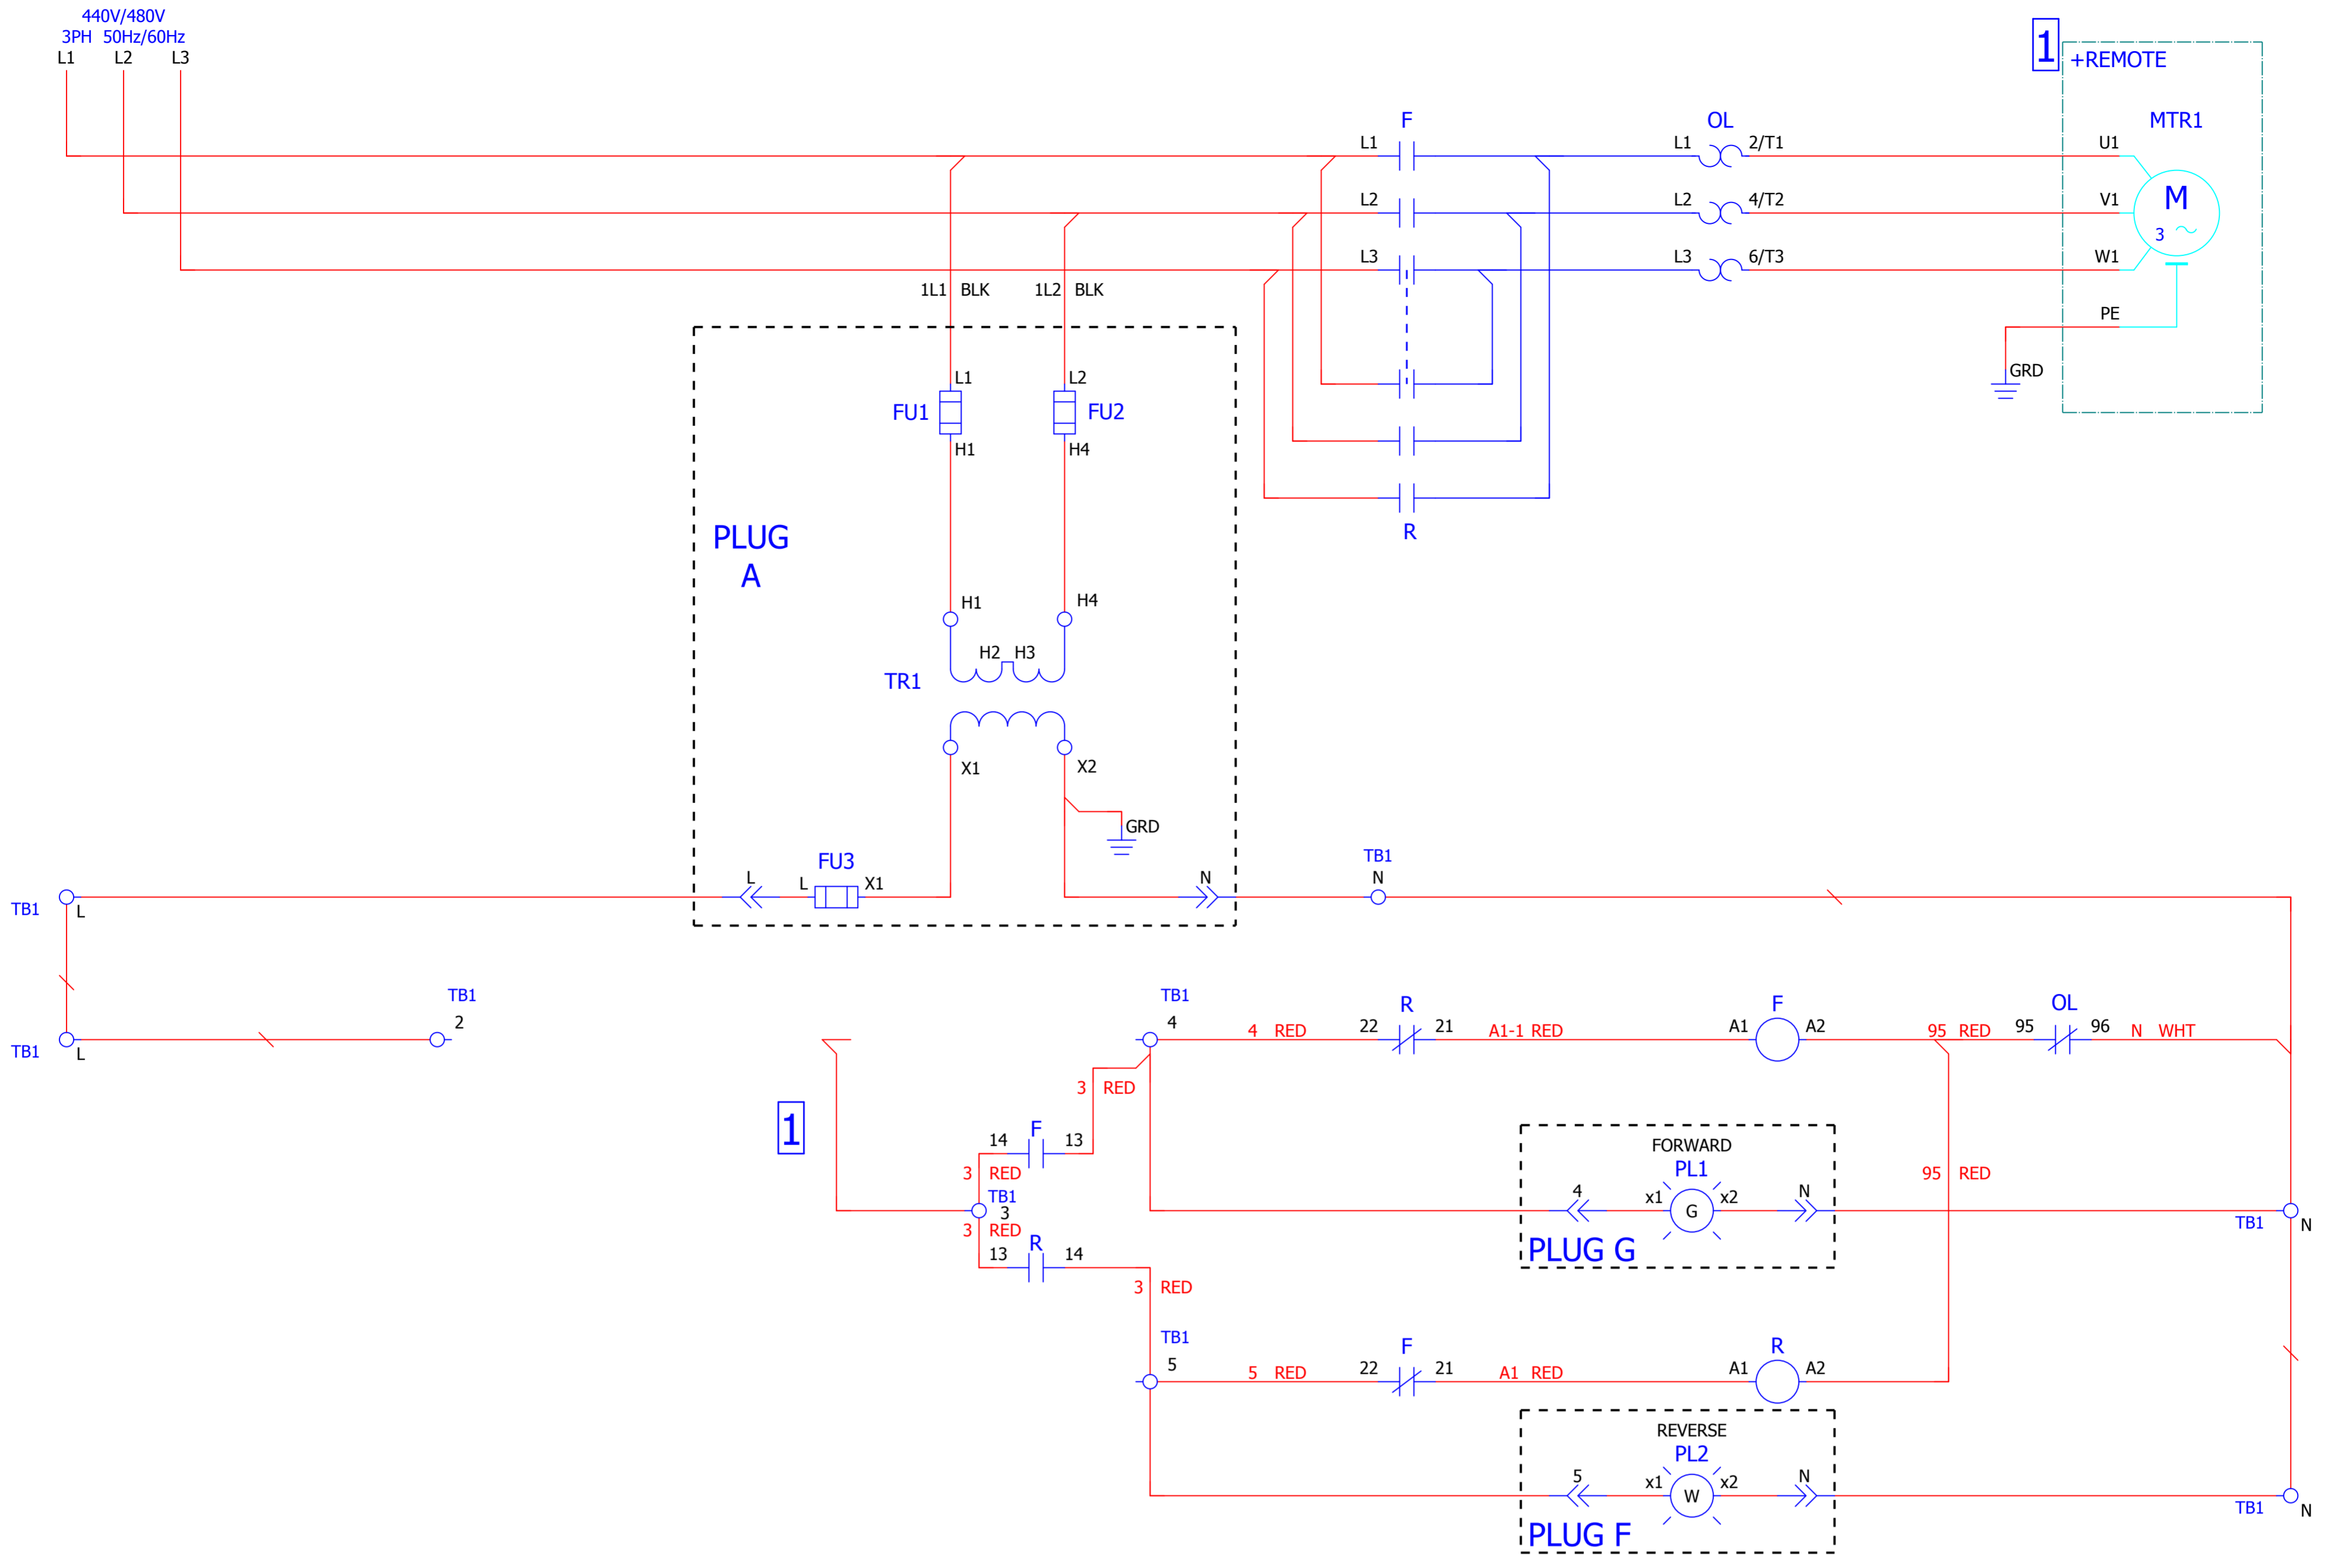 440V/480V
3PH 50Hz/60Hz
L1 L2 L3
1 +REMOTE
F OL MTR1
L1 L1 2/T1 U1
L2 L2 4/T2 V1 M
3
L3 L3 6/T3 W1
1L1 BLK 1L2 BLK
PE
GRD
L1 L2
FU1 FU2
H1 H4
R
PLUG
A
H1 H4
H2 H3
TR1
X1 X2
GRD
FU3
L L X1 N
TB1
N
TB1 L
TB1
2
TB1 L
TB1
4
4 RED
R
22 21
A1-1 RED
F
A1 A2
95 RED
OL
95 96
N WHT
3 RED
1
F
14 13
3 RED
TB1
3
3 RED
R
13 14
3 RED
FORWARD
PL1
4 x1 G x2 N
PLUG G
95 RED
TB1 N
TB1
5
5 RED
F
22 21
A1 RED
R
A1 A2
REVERSE
PL2
5 x1 W x2 N
PLUG F
TB1 N